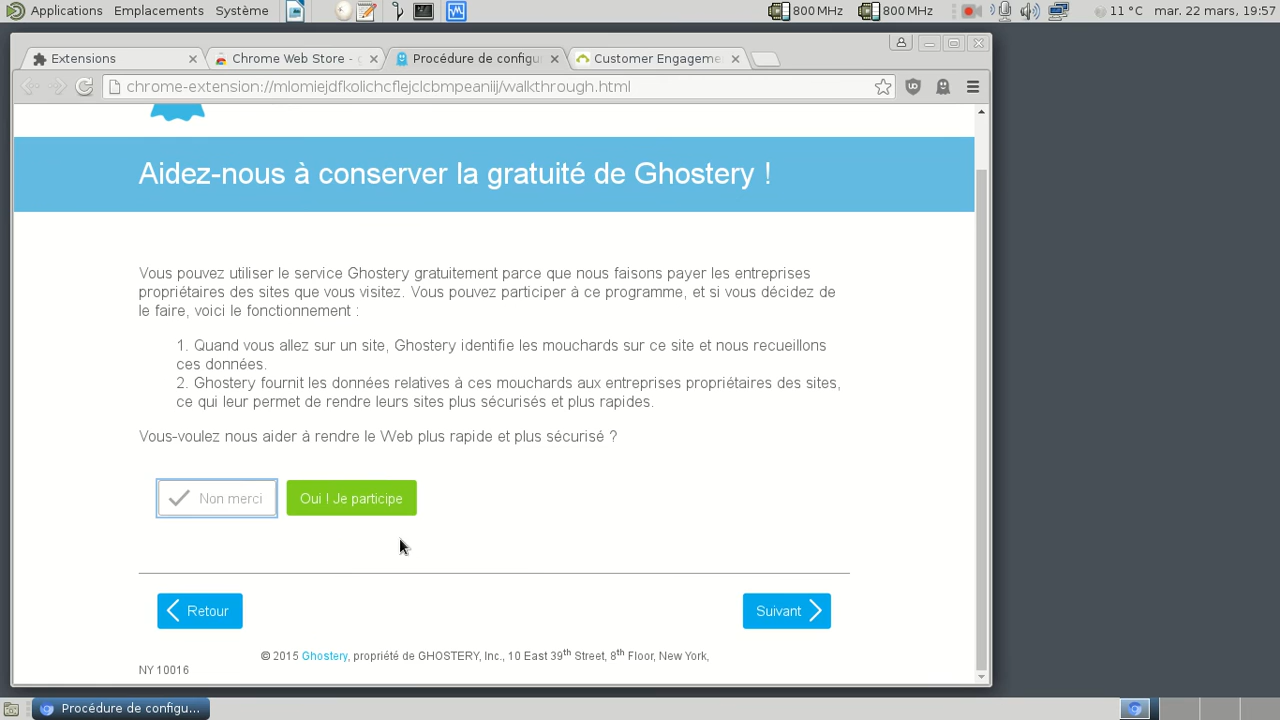 Applications Emplacements Système 800 MHz 800 MHz 11 °C mar. 22 mars, 19:57
Extensions Chrome Web Store - Procédure de configu Customer Engageme
chrome-extension://mlomiejdfkolichcflejclcbmpeaniij/walkthrough.html
Aidez-nous à conserver la gratuité de Ghostery !
Vous pouvez utiliser le service Ghostery gratuitement parce que nous faisons payer les entreprises
propriétaires des sites que vous visitez. Vous pouvez participer à ce programme, et si vous décidez de
le faire, voici le fonctionnement :
1. Quand vous allez sur un site, Ghostery identifie les mouchards sur ce site et nous recueillons
ces données.
2. Ghostery fournit les données relatives à ces mouchards aux entreprises propriétaires des sites,
ce qui leur permet de rendre leurs sites plus sécurisés et plus rapides.
Vous-voulez nous aider à rendre le Web plus rapide et plus sécurisé ?
Non merci Oui ! Je participe
Retour Suivant
© 2015 Ghostery, propriété de GHOSTERY, Inc., 10 East 39th Street, 8th Floor, New York,
NY 10016
Procédure de configu...